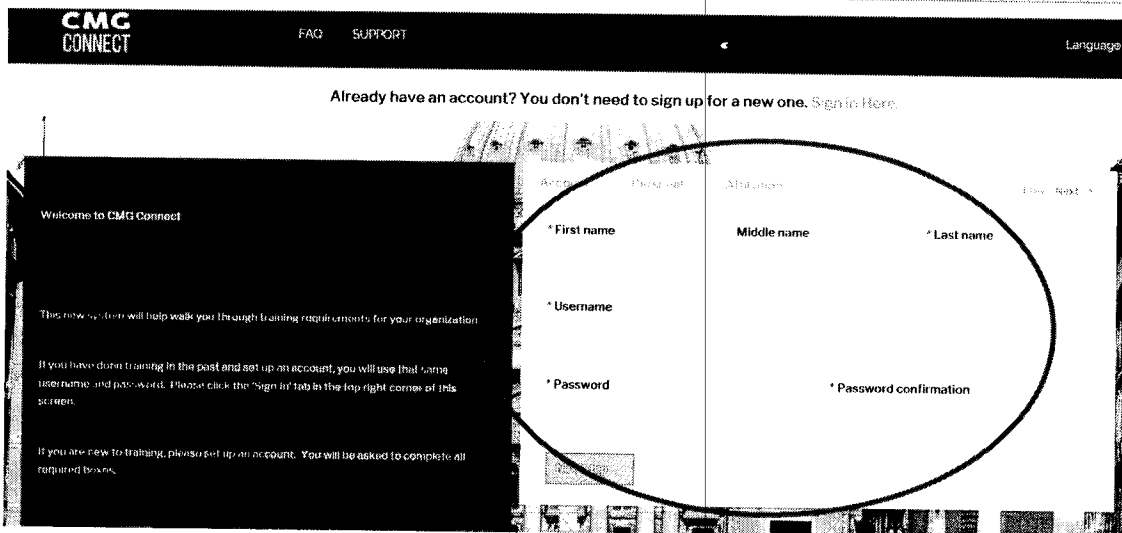 CMG
CONNECT
FAQ SUPPORT
Language
Already have an account? You don't need to sign up for a new one. Sign in Here.
Welcome to CMG Connect
This new system will help walk you through training requirements for your organization
If you have done training in the past and set up an account, you will use that same
username and password. Please click the 'Sign In' tab in the top right corner of this
screen.
If you are new to training, please set up an account. You will be asked to complete all
required boxes.
Next
* First name Middle name * Last name
* Username
* Password * Password confirmation